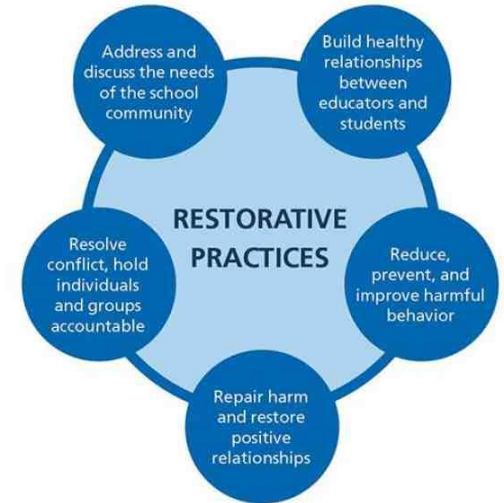 Address and
discuss the needs
of the school
community
Build healthy
relationships
between
educators and
students
RESTORATIVE
PRACTICES
Resolve
conflict, hold
individuals
and groups
accountable
Reduce,
prevent, and
improve harmful
behavior
Repair harm
and restore
positive
relationships